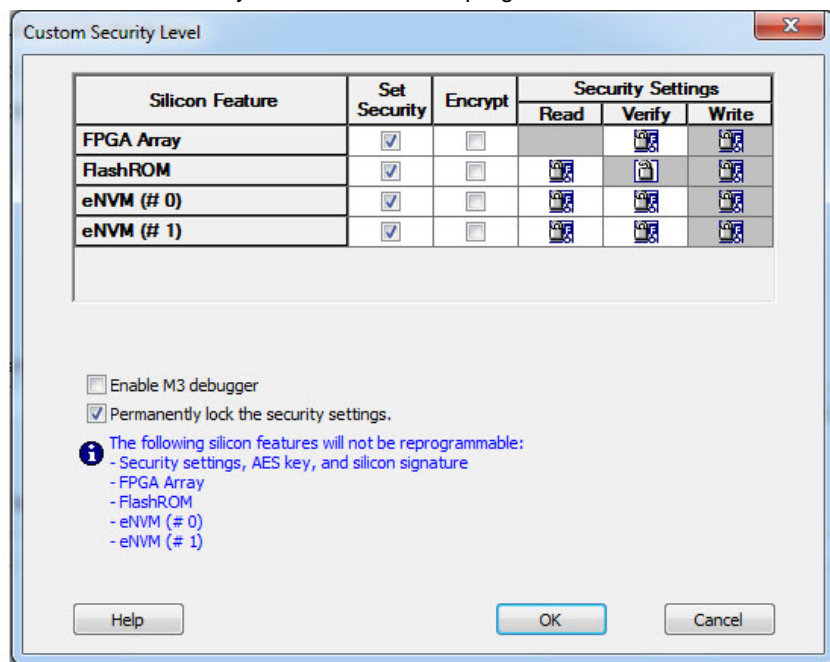 Custom Security Level
Silicon Feature
Set Security
Encrypt
Security Settings
Read Verify Write
FPGA Array
FlashROM
eNVM (# 0)
eNVM (# 1)
Enable M3 debugger
Permanently lock the security settings.
The following silicon features will not be reprogrammable:
- Security settings, AES key, and silicon signature
- FPGA Array
- FlashROM
- eNVM (# 0)
- eNVM (# 1)
Help OK Cancel